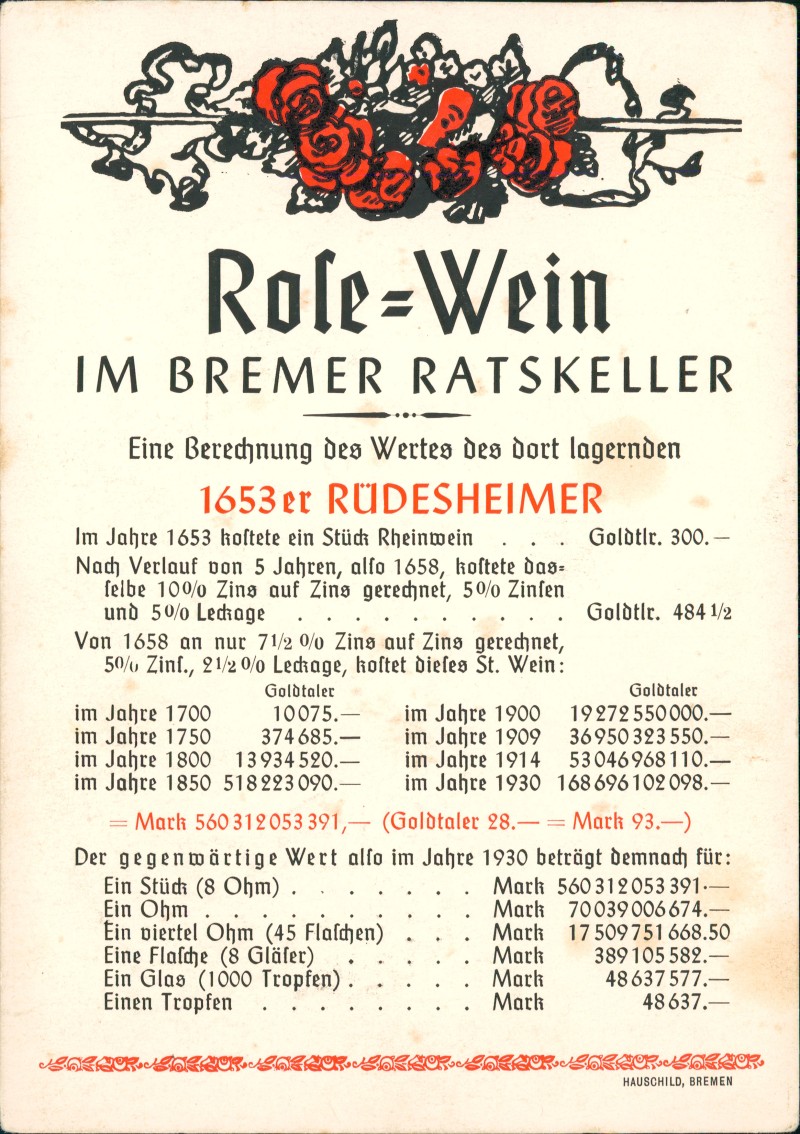 Roſe=Wein
IM BREMER RATSKELLER
Eine Berechnung des Wertes des dort lagernden
1653er RÜDESHEIMER
Im Jahre 1653 koſtete ein Stück Rheinwein . . . Goldtlr. 300.—
Nach Verlauf von 5 Jahren, alſo 1658, koſtete das=
ſelbe 10% Zins auf Zins gerechnet, 5% Zinſen
und 5% Leckage . . . . . . . . . . Goldtlr. 484 1/2
Von 1658 an nur 7 1/2 % Zins auf Zins gerechnet,
5% Zinſ., 2 1/2 % Leckage, koſtet dieſes St. Wein:
Goldtaler Goldtaler
im Jahre 1700 10075.— im Jahre 1900 19272550000.—
im Jahre 1750 374685.— im Jahre 1909 36950323550.—
im Jahre 1800 13934520.— im Jahre 1914 53046968110.—
im Jahre 1850 518223090.— im Jahre 1930 168696102098.—
= Mark 560312053391,— (Goldtaler 28.— = Mark 93.—)
Der gegenwärtige Wert alſo im Jahre 1930 beträgt demnach für:
Ein Stück (8 Ohm) . . . . . . . Mark 560312053391.—
Ein Ohm . . . . . . . . . . Mark 70039006674.—
Ein viertel Ohm (45 Flaſchen) . . . Mark 17509751668.50
Eine Flaſche (8 Gläſer) . . . . . Mark 389105582.—
Ein Glas (1000 Tropfen) . . . . . Mark 48637577.—
Einen Tropfen . . . . . . . . Mark 48637.—
HAUSCHILD, BREMEN